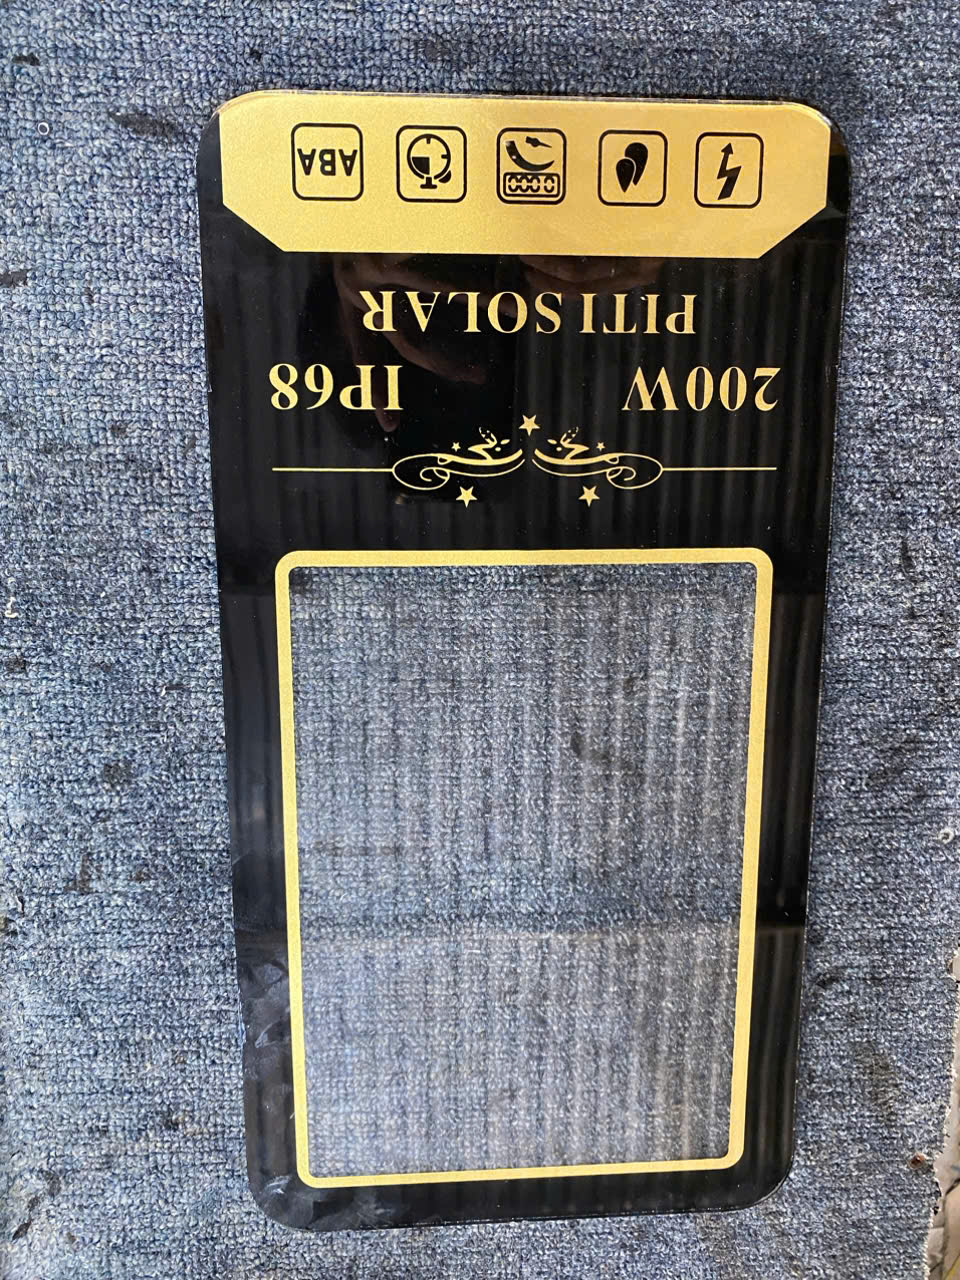 200W IP68
PITI SOLAR
ABA